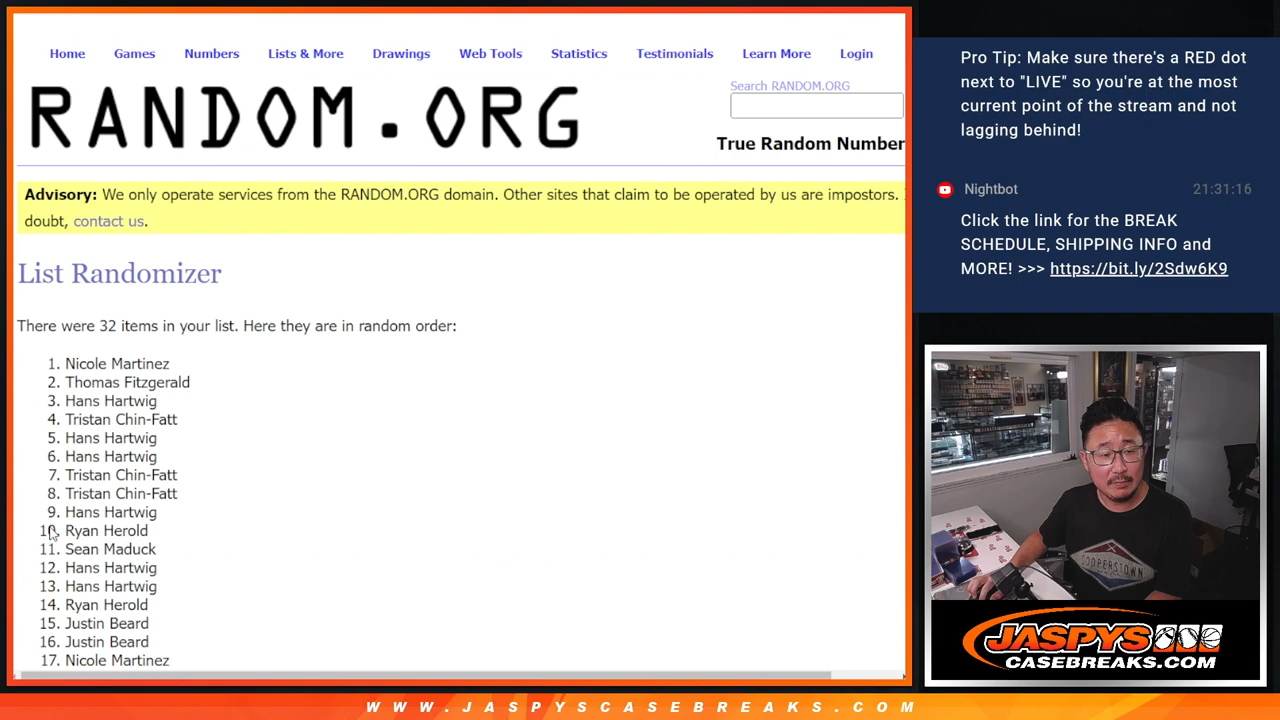 Home Games Numbers Lists & More Drawings Web Tools Statistics Testimonials Learn More Login
RANDOM.ORG
Search RANDOM.ORG
True Random Number
Advisory: We only operate services from the RANDOM.ORG domain. Other sites that claim to be operated by us are impostors.
doubt, contact us.
List Randomizer
There were 32 items in your list. Here they are in random order:
1. Nicole Martinez
2. Thomas Fitzgerald
3. Hans Hartwig
4. Tristan Chin-Fatt
5. Hans Hartwig
6. Hans Hartwig
7. Tristan Chin-Fatt
8. Tristan Chin-Fatt
9. Hans Hartwig
10. Ryan Herold
11. Sean Maduck
12. Hans Hartwig
13. Hans Hartwig
14. Ryan Herold
15. Justin Beard
16. Justin Beard
17. Nicole Martinez
Pro Tip: Make sure there's a RED dot
next to "LIVE" so you're at the most
current point of the stream and not
lagging behind!
Nightbot 21:31:16
Click the link for the BREAK
SCHEDULE, SHIPPING INFO and
MORE! >>> https://bit.ly/2Sdw6K9
COOPERSTOWN
JASPYS
CASEBREAKS.COM
WWW.JASPYSCASEBREAKS.COM